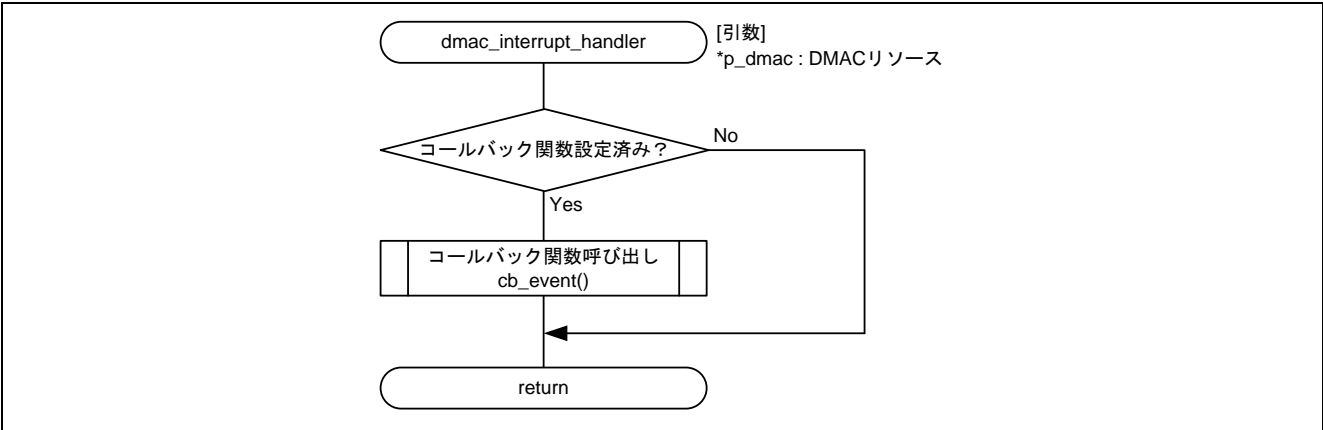 dmac_interrupt_handler
[引数]
*p_dmac : DMACリソース
コールバック関数設定済み？
No
Yes
コールバック関数呼び出し
cb_event()
return